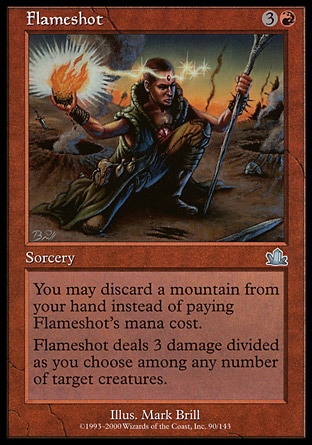 Flameshot 3
Brill
Sorcery
You may discard a mountain from
your hand instead of paying
Flameshot's mana cost.
Flameshot deals 3 damage divided
as you choose among any number
of target creatures.
Illus. Mark Brill
©1993-2000 Wizards of the Coast, Inc. 90/143